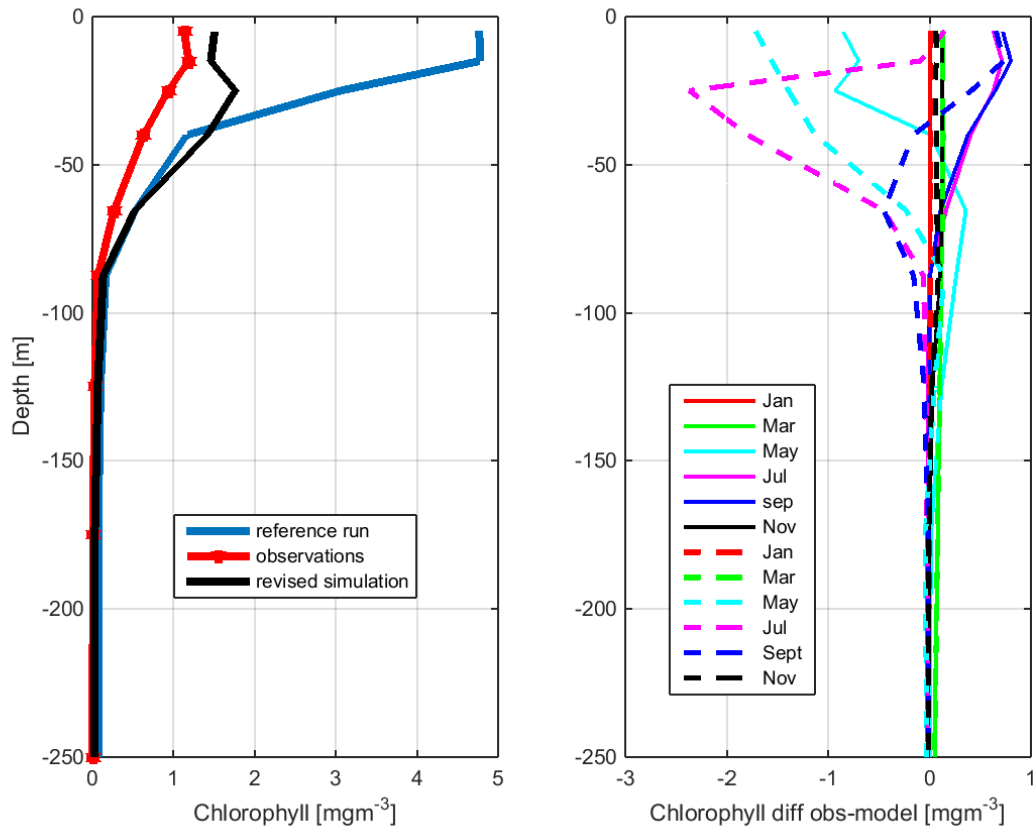 0
-50
-100
-150
-200
-250
Depth [m]
0 1 2 3 4 5
Chlorophyll [mgm-3]
reference run
observations
revised simulation
0
-50
-100
-150
-200
-250
-3 -2 -1 0 1
Chlorophyll diff obs-model [mgm-3]
Jan
Mar
May
Jul
sep
Nov
Jan
Mar
May
Jul
Sept
Nov